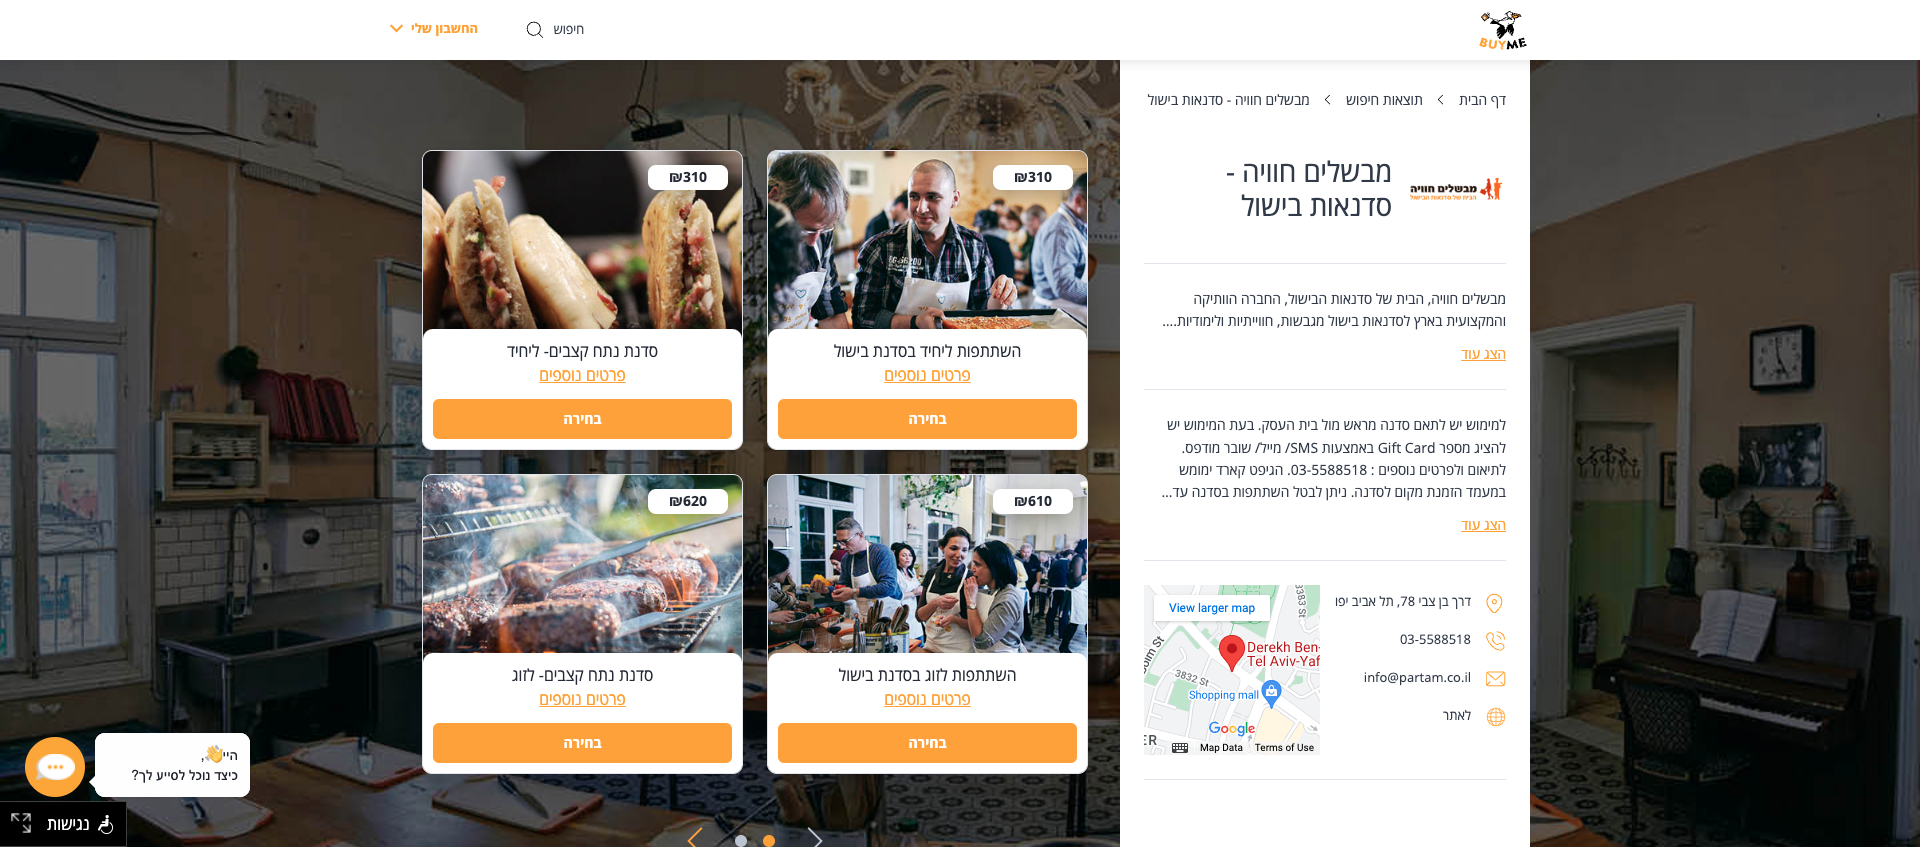 BUYME
חיפוש
החשבון שלי
דף הבית
תוצאות חיפוש
מבשלים חוויה - סדנאות בישול
מבשלים חוויה
הבית של סדנאות הבישול
מבשלים חוויה -
סדנאות בישול
מבשלים חוויה, הבית של סדנאות הבישול, החברה הוותיקה
והמקצועית בארץ לסדנאות בישול מגבשות, חווייתיות ולימודיות....
הצג עוד
למימוש יש לתאם סדנה מראש מול בית העסק. בעת המימוש יש
להציג מספר Gift Card באמצעות SMS/ מייל/ שובר מודפס.
לתיאום ולפרטים נוספים : 03-5588518. הגיפט קארד ימומש
במעמד הזמנת מקום לסדנה. ניתן לבטל השתתפות בסדנה עד...
הצג עוד
דרך בן צבי 78, תל אביב יפו
03-5588518
info@partam.co.il
לאתר
View larger map
3383 St
Derekh Ben-
Tel Aviv-Yaf
3832 St
Shopping mall
Google
Map Data
Terms of Use
₪310
השתתפות ליחיד בסדנת בישול
פרטים נוספים
בחירה
₪310
סדנת נתח קצבים- ליחיד
פרטים נוספים
בחירה
₪610
השתתפות לזוג בסדנת בישול
פרטים נוספים
בחירה
₪620
סדנת נתח קצבים- לזוג
פרטים נוספים
בחירה
היי👋,
כיצד נוכל לסייע לך?
נגישות